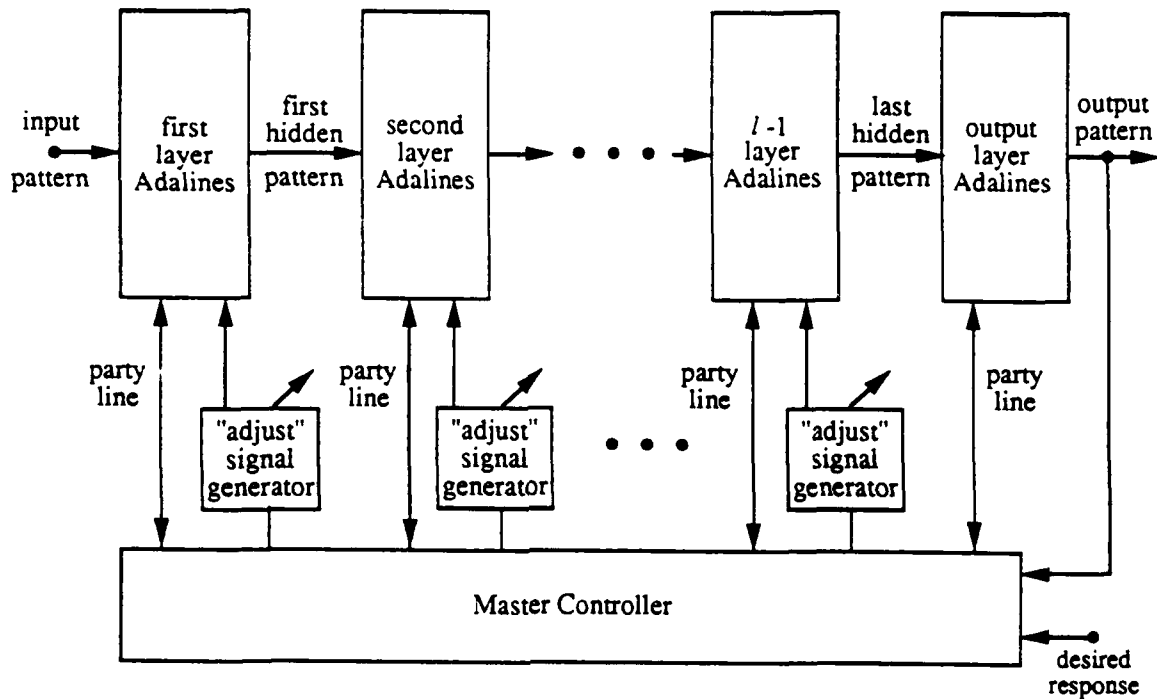 input
pattern
first
layer
Adalines
first
hidden
pattern
second
layer
Adalines
l -1
layer
Adalines
last
hidden
pattern
output
layer
Adalines
output
pattern
party
line
"adjust"
signal
generator
party
line
"adjust"
signal
generator
party
line
"adjust"
signal
generator
party
line
Master Controller
desired
response